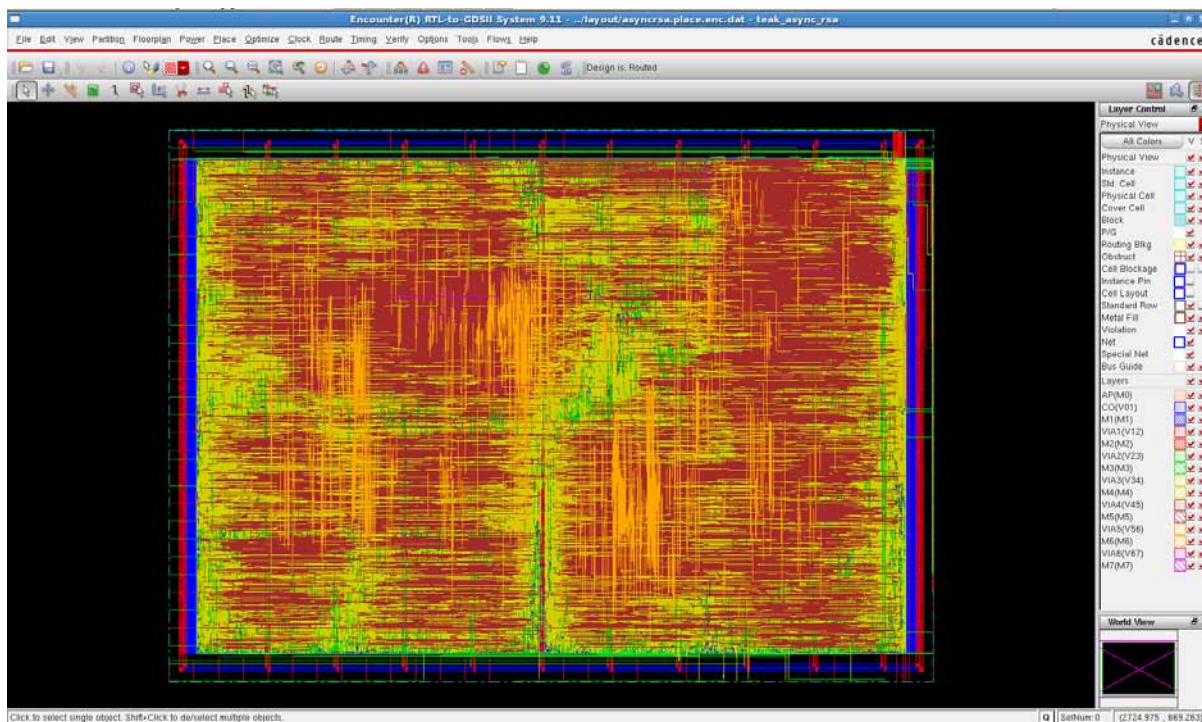 Encounter(R) RTL-to-GDSII System 9.11 - .../layout/asyncrsa.place.enc.dat - teak_async_rsa
File Edit View Partition Floorplan Power Place Optimize Clock Route Timing Verify Options Tools Flows Help
cādence
Design is: Routed
Layer Control
Physical View
All Colors V
Physical View
Instance
Std. Cell
Physical Cell
Cover Cell
Block
P/G
Routing Blkg
Obstruct
Cell Blockage
Instance Pin
Cell Layout
Standard Row
Metal Fill
Violation
Net
Special Net
Bus Guide
Layers
AP(M0)
CO(V01)
M1(M1)
VIA1(V12)
M2(M2)
VIA2(V23)
M3(M3)
VIA3(V34)
M4(M4)
VIA4(V45)
M5(M5)
VIA5(V56)
M6(M6)
VIA6(V67)
M7(M7)
World View
Click to select single object. Shift+Click to de/select multiple objects.
Q SelNum:0 (2724.975 , 669.283)